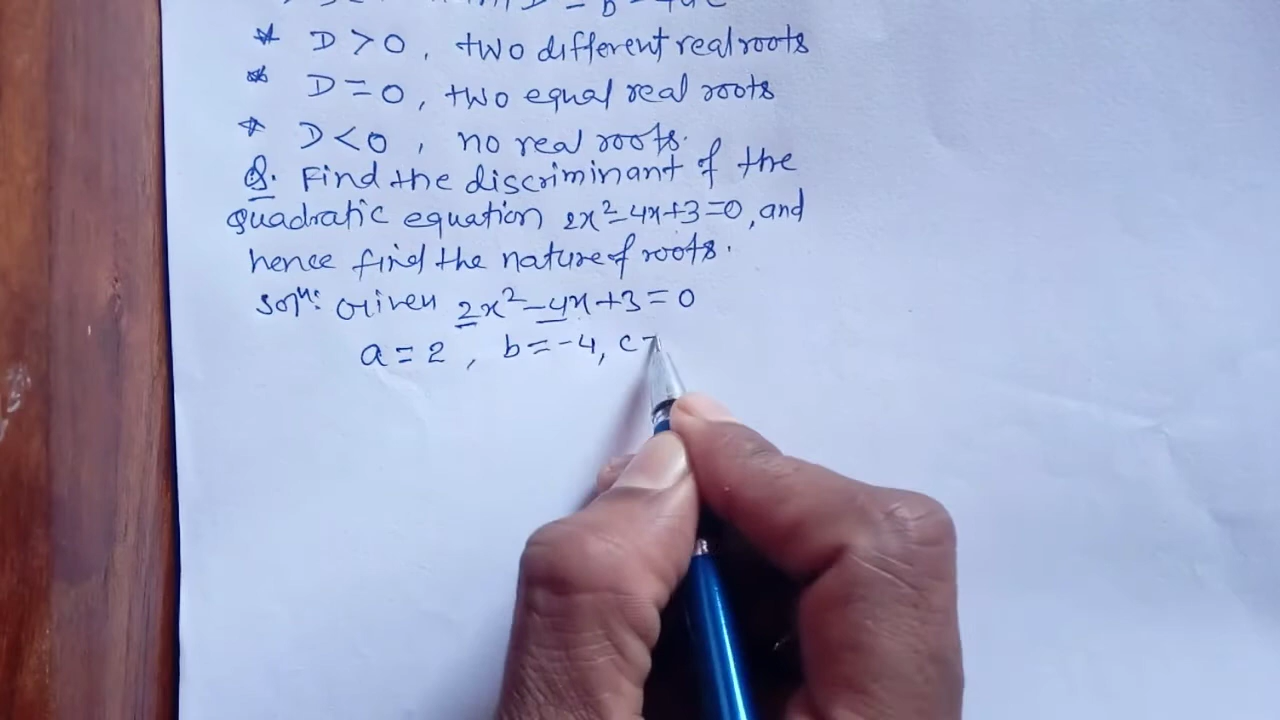 D = b - 4ac
* D > 0, two different real roots
* D = 0, two equal real roots
* D < 0, no real roots.
Q. Find the discriminant of the
quadratic equation 2x² - 4x + 3 = 0, and
hence find the nature of roots.
Solⁿ: Given 2x² - 4x + 3 = 0
a = 2, b = -4, c =